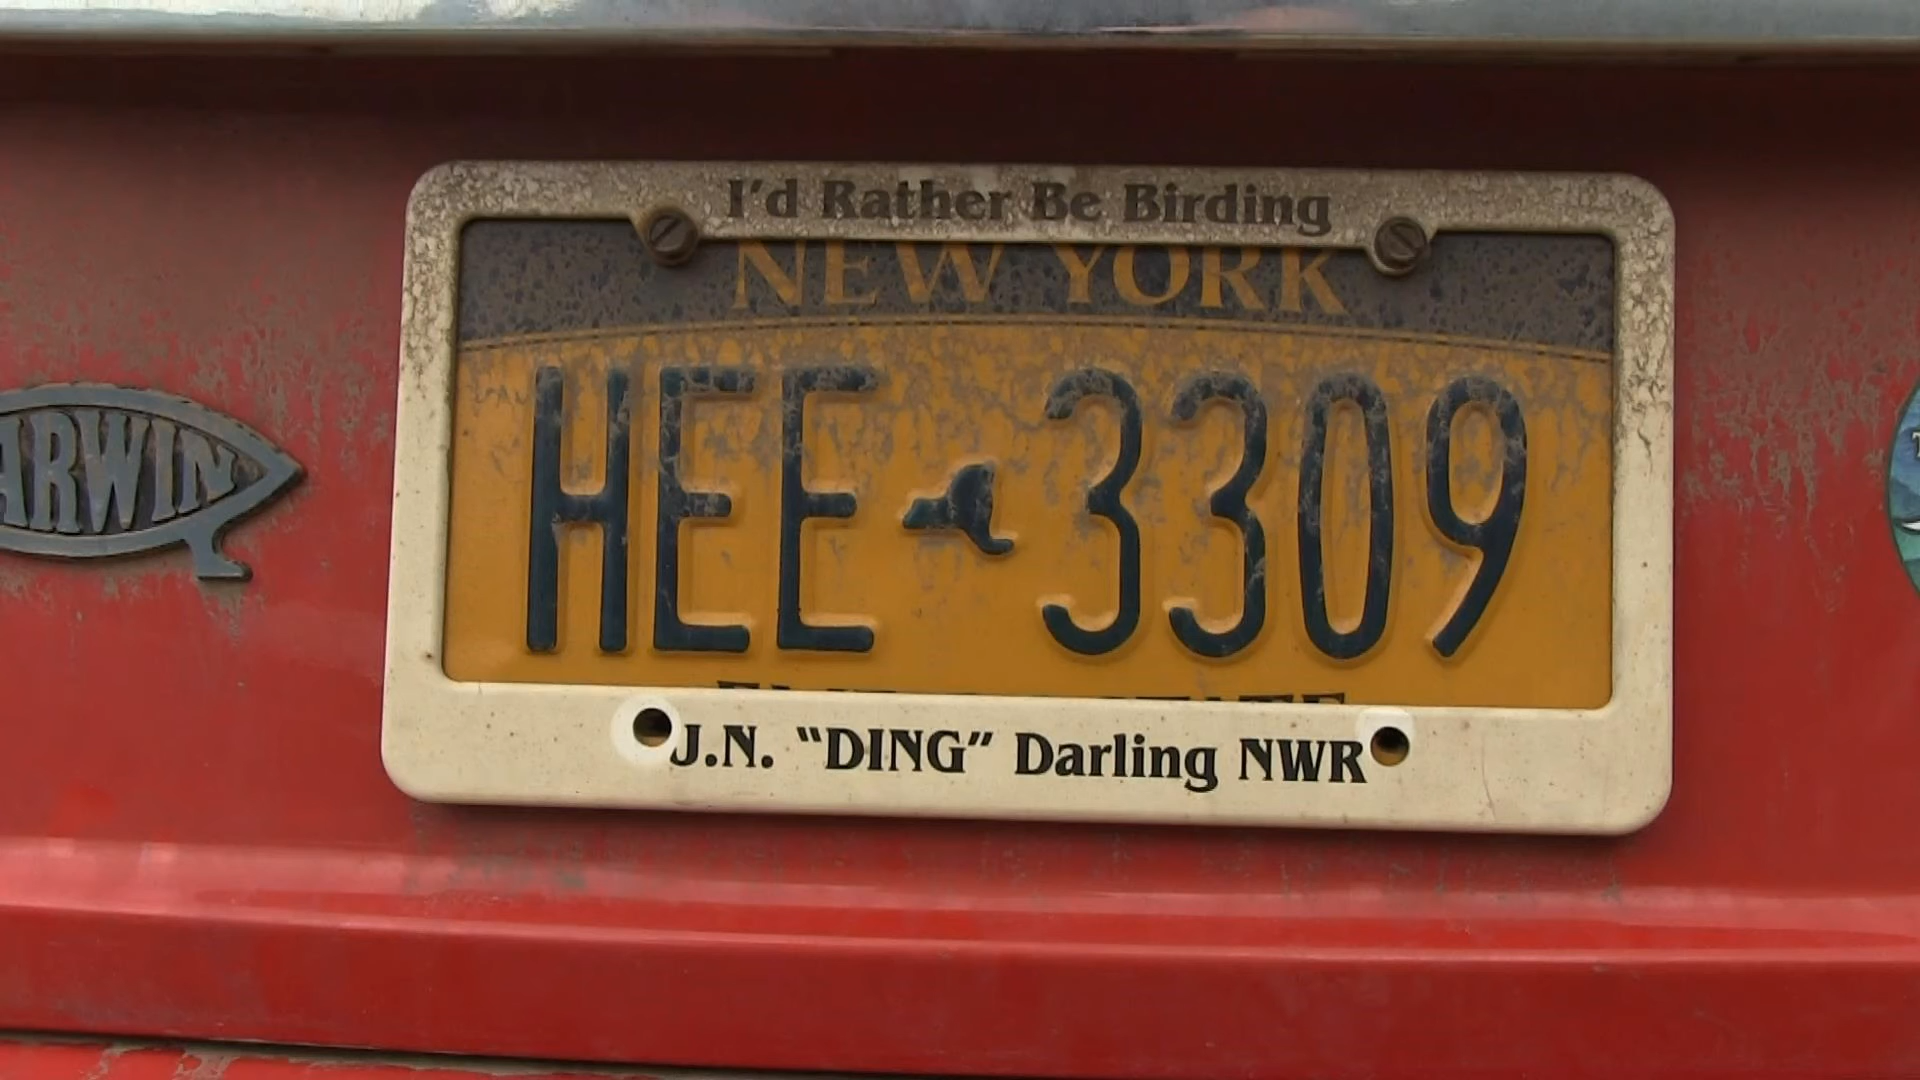 I'd Rather Be Birding
NEW YORK
HEE 3309
J.N. "DING" Darling NWR
ARWIN